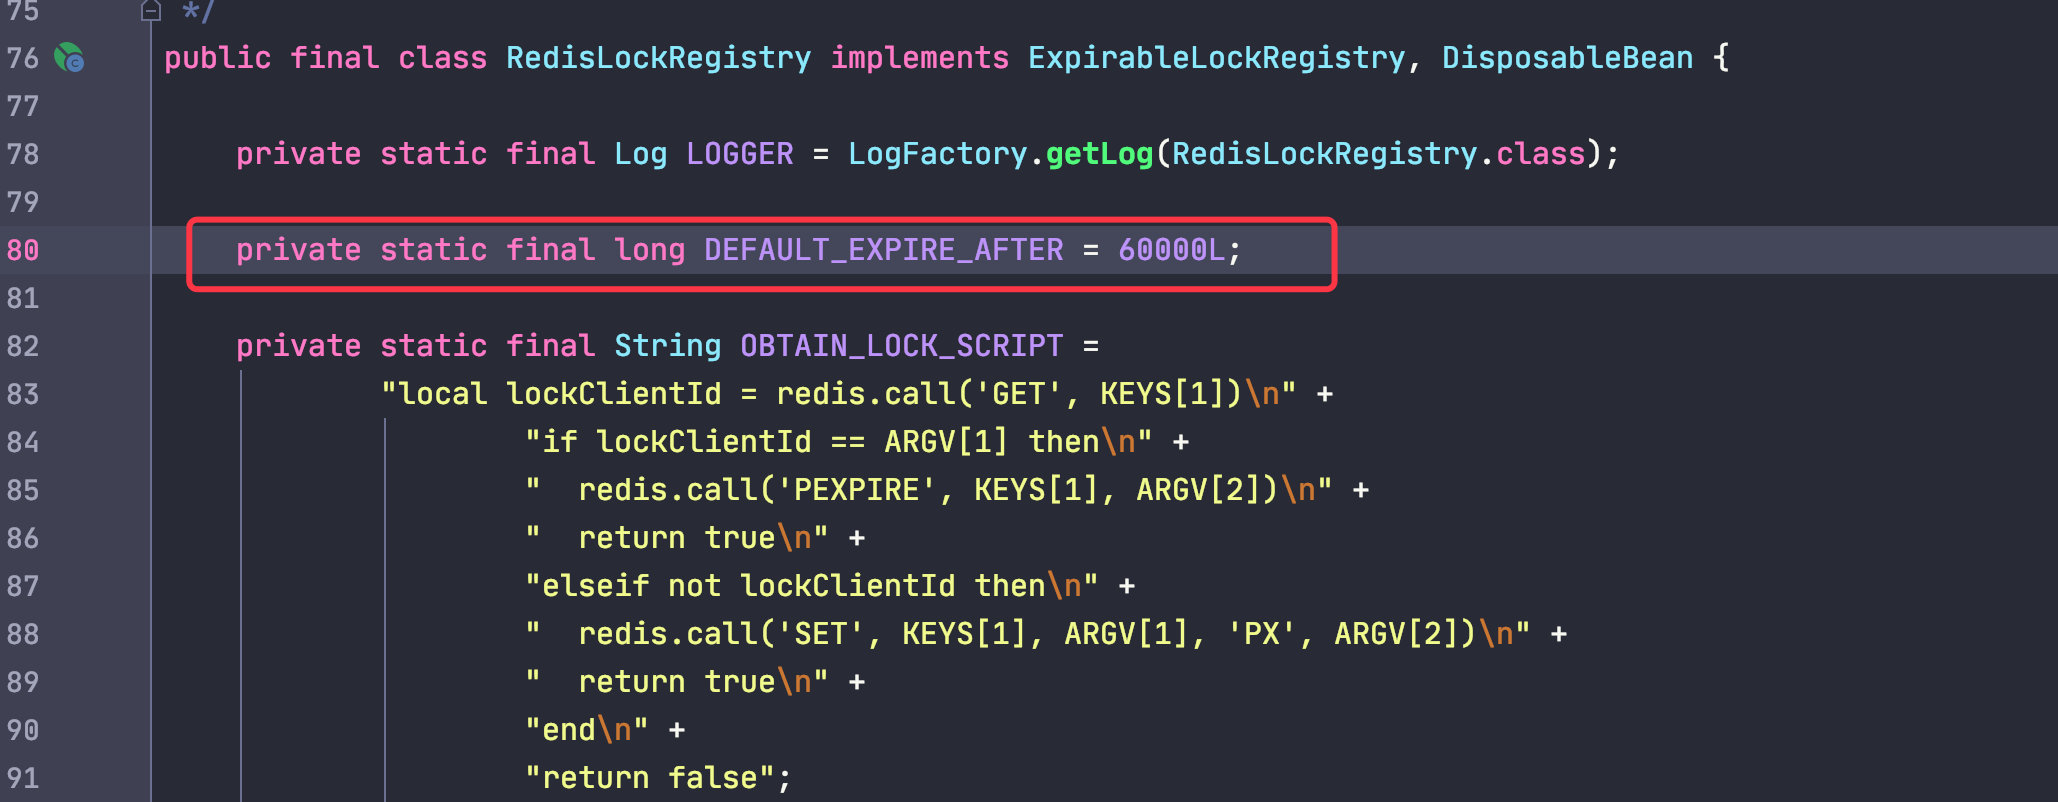 75 */
76 public final class RedisLockRegistry implements ExpirableLockRegistry, DisposableBean {
77
78 private static final Log LOGGER = LogFactory.getLog(RedisLockRegistry.class);
79
80 private static final long DEFAULT_EXPIRE_AFTER = 60000L;
81
82 private static final String OBTAIN_LOCK_SCRIPT =
83 "local lockClientId = redis.call('GET', KEYS[1])\n" +
84 "if lockClientId == ARGV[1] then\n" +
85 "  redis.call('PEXPIRE', KEYS[1], ARGV[2])\n" +
86 "  return true\n" +
87 "elseif not lockClientId then\n" +
88 "  redis.call('SET', KEYS[1], ARGV[1], 'PX', ARGV[2])\n" +
89 "  return true\n" +
90 "end\n" +
91 "return false";